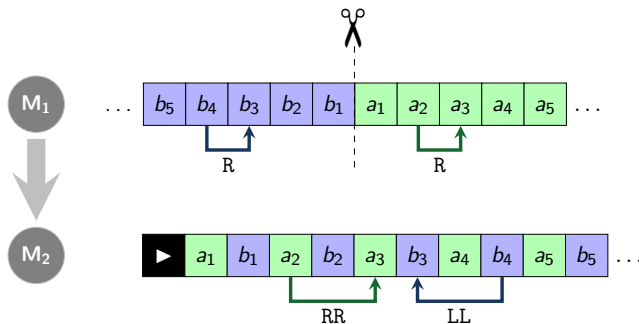 M₁ ... b₅ b₄ b₃ b₂ b₁ a₁ a₂ a₃ a₄ a₅ ...
R R
M₂ a₁ b₁ a₂ b₂ a₃ b₃ a₄ b₄ a₅ b₅ ...
RR LL